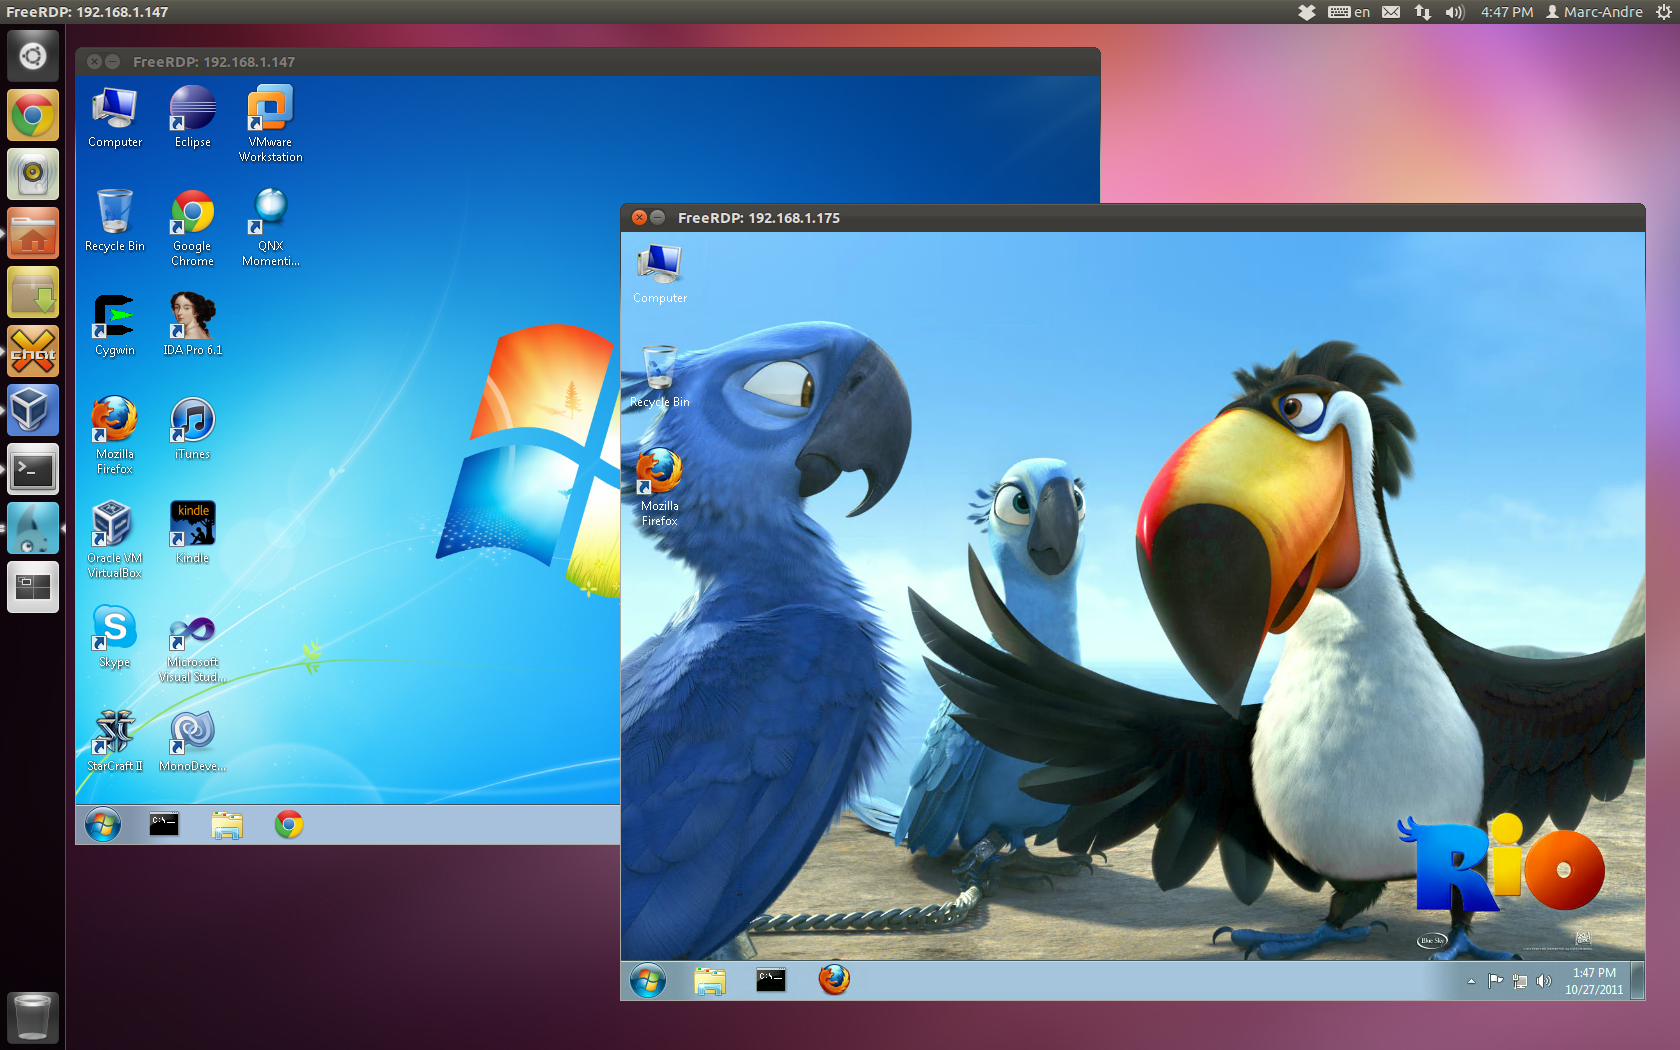 FreeRDP: 192.168.1.147
en
4:47 PM
Marc-Andre
FreeRDP: 192.168.1.147
Computer
Eclipse
VMware
Workstation
Recycle Bin
Google
Chrome
QNX
Momenti...
Cygwin
IDA Pro 6.1
Mozilla
Firefox
iTunes
Oracle VM
VirtualBox
kindle
Kindle
Skype
Microsoft
Visual Stud...
StarCraft II
MonoDeve...
C:\_
chat
FreeRDP: 192.168.1.175
Computer
Recycle Bin
Mozilla
Firefox
RiO
Blue Sky
C:\_
1:47 PM
10/27/2011